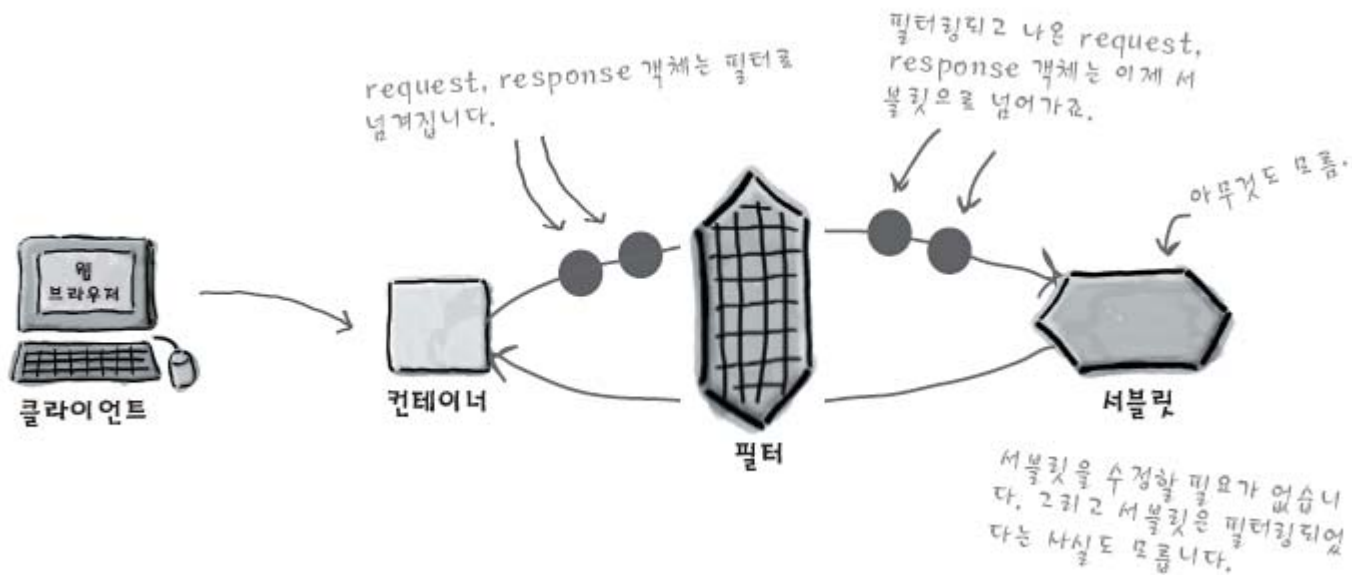 request, response 객체는 필터로
넘겨집니다.
필터링되고 나온 request,
response 객체는 이제 서
블릿으로 넘어가죠.
아무것도 모름.
웹
브라우저
클라이언트
컨테이너
필터
서블릿
서블릿을 수정할 필요가 없습니
다. 그리고 서블릿은 필터링되었
다는 사실도 모릅니다.